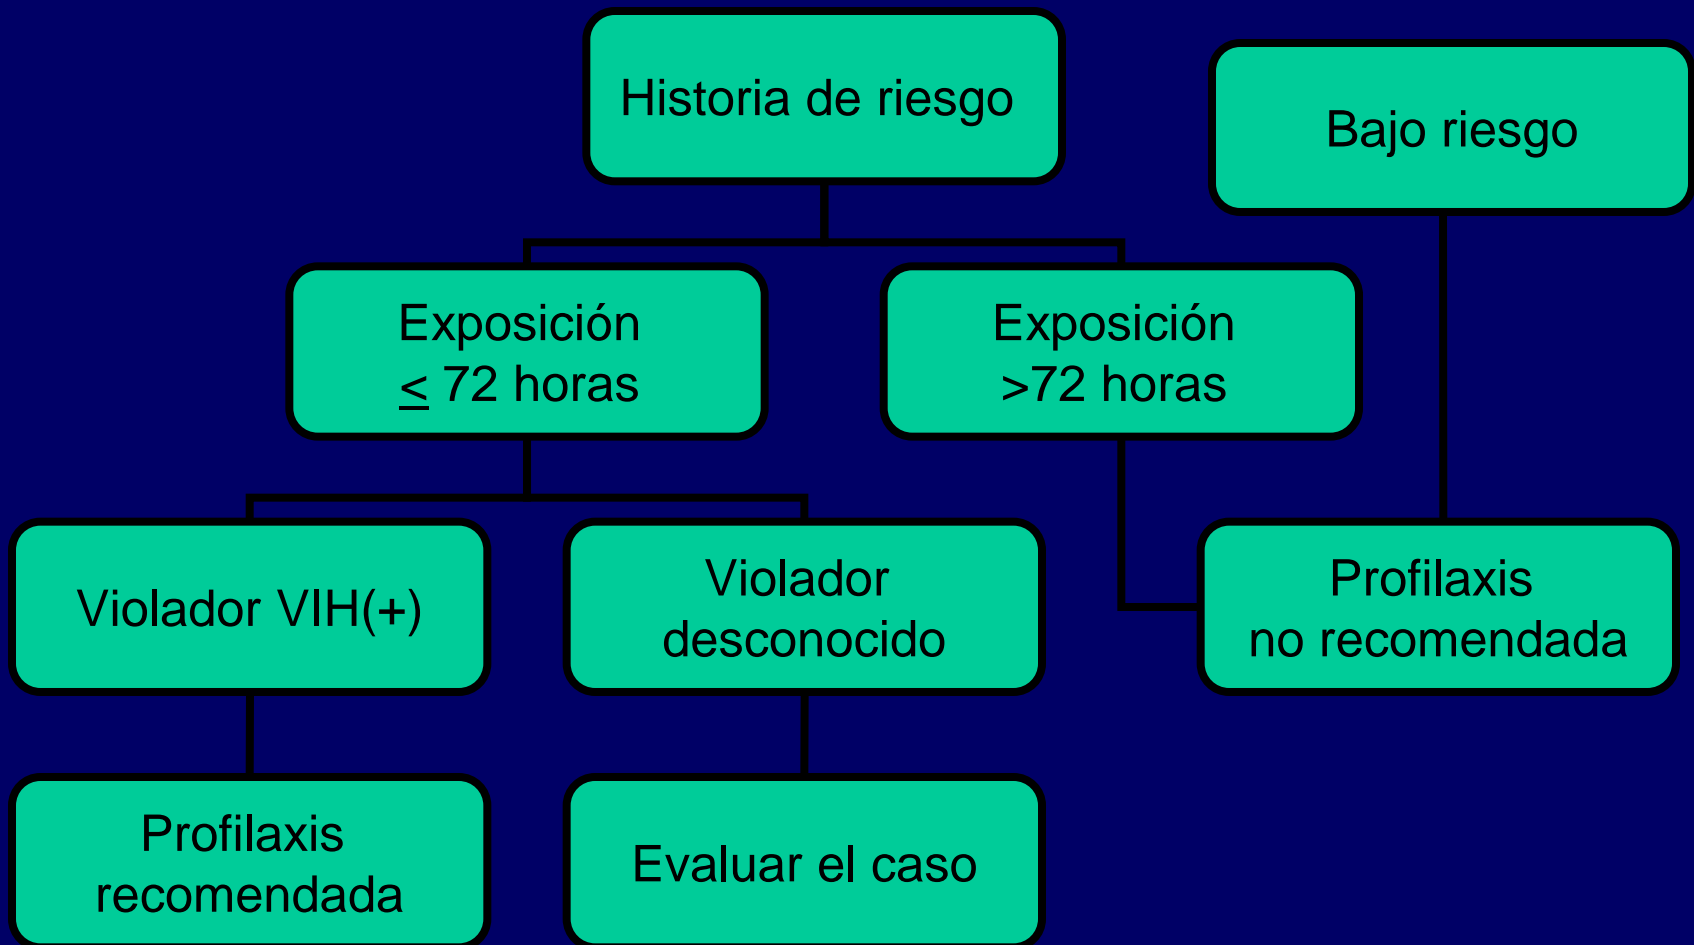 Historia de riesgo
Bajo riesgo
Exposición
≤ 72 horas
Exposición
>72 horas
Violador VIH(+)
Violador
desconocido
Profilaxis
no recomendada
Profilaxis
recomendada
Evaluar el caso